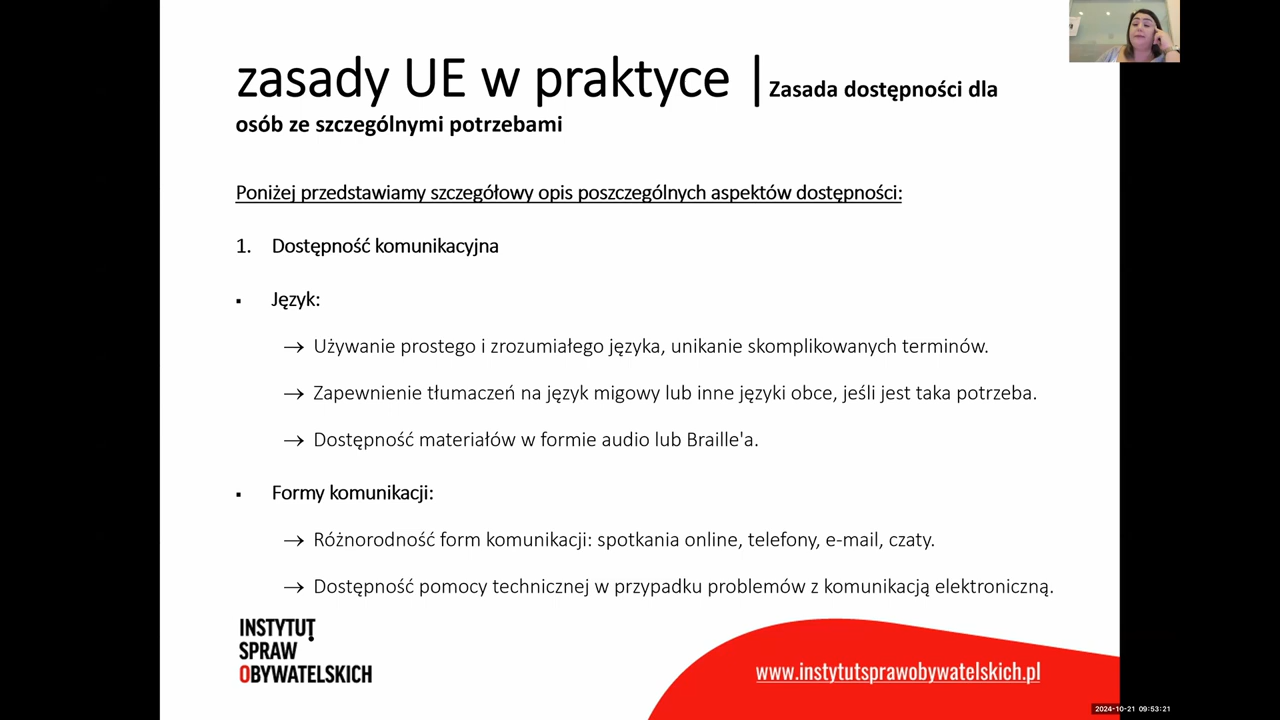 zasady UE w praktyce | Zasada dostępności dla
osób ze szczególnymi potrzebami
Poniżej przedstawiamy szczegółowy opis poszczególnych aspektów dostępności:
1. Dostępność komunikacyjna
▪ Język:
→ Używanie prostego i zrozumiałego języka, unikanie skomplikowanych terminów.
→ Zapewnienie tłumaczeń na język migowy lub inne języki obce, jeśli jest taka potrzeba.
→ Dostępność materiałów w formie audio lub Braille'a.
▪ Formy komunikacji:
→ Różnorodność form komunikacji: spotkania online, telefony, e-mail, czaty.
→ Dostępność pomocy technicznej w przypadku problemów z komunikacją elektroniczną.
INSTYTUT
SPRAW
OBYWATELSKICH
www.instytutsprawobywatelskich.pl
2024-10-21 09:53:21